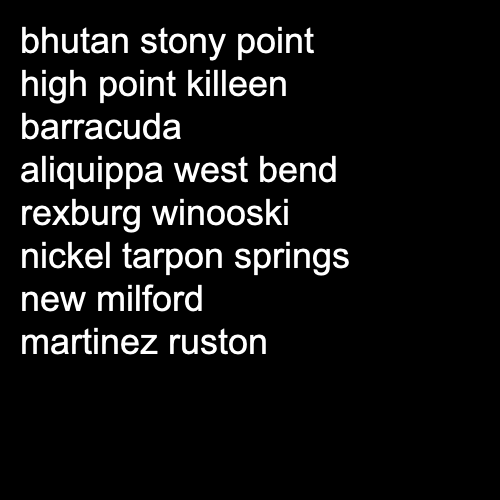 bhutan stony point
high point killeen
barracuda
aliquippa west bend
rexburg winooski
nickel tarpon springs
new milford
martinez ruston